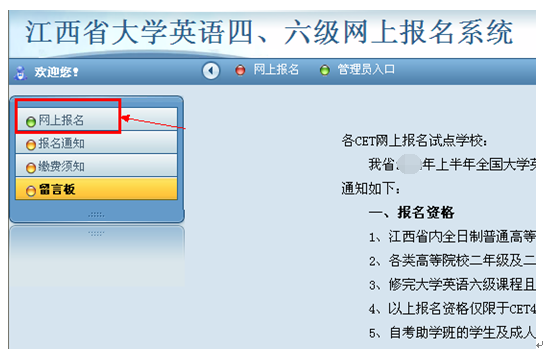 江西省大学英语四、六级网上报名系统
欢迎您!
网上报名 管理员入口
网上报名
报名通知
缴费须知
留言板
各CET网上报名试点学校:
我省 年上半年全国大学英
通知如下:
一、报名资格
1、江西省内全日制普通高等
2、各类高等院校二年级及二
3、修完大学英语六级课程且
4、以上报名资格仅限于CET4
5、自考助学班的学生及成人